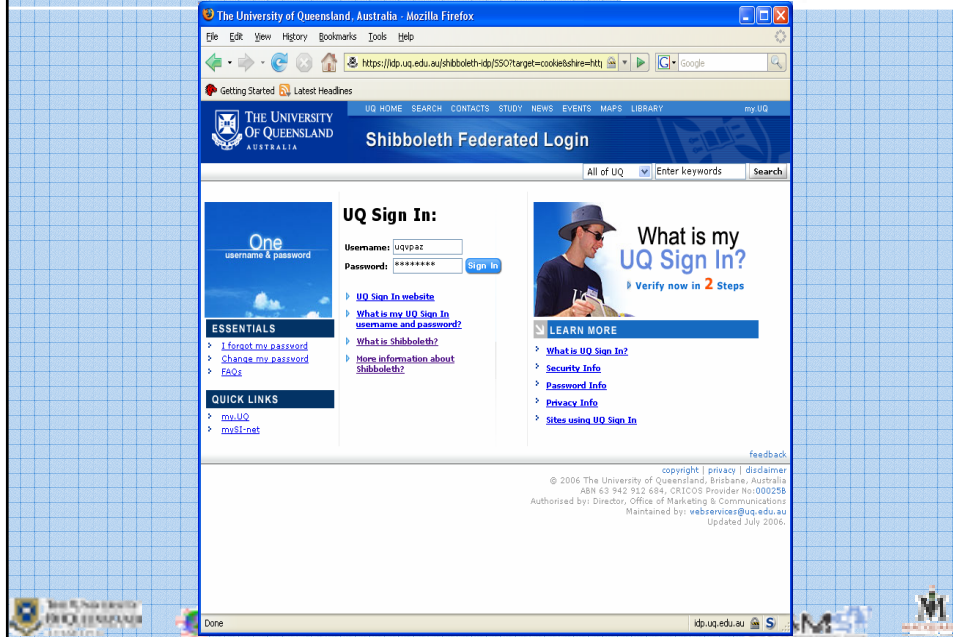 The University of Queensland, Australia - Mozilla Firefox
File Edit View History Bookmarks Tools Help
https://idp.uq.edu.au/shibboleth-idp/SSO?target=cookie&shire=http
G Google
Getting Started Latest Headlines
UQ HOME SEARCH CONTACTS STUDY NEWS EVENTS MAPS LIBRARY my.UQ
THE UNIVERSITY
OF QUEENSLAND
AUSTRALIA
Shibboleth Federated Login
All of UQ Enter keywords Search
One
username & password
ESSENTIALS
I forgot my password
Change my password
FAQs
QUICK LINKS
my.UQ
mySI-net
UQ Sign In:
Username: uqvpaz
Password: ******** Sign In
UQ Sign In website
What is my UQ Sign In
username and password?
What is Shibboleth?
More information about
Shibboleth?
What is my
UQ Sign In?
Verify now in 2 Steps
LEARN MORE
What is UQ Sign In?
Security Info
Password Info
Privacy Info
Sites using UQ Sign In
feedback
copyright | privacy | disclaimer
© 2006 The University of Queensland, Brisbane, Australia
ABN 63 942 912 684, CRICOS Provider No:00025B
Authorised by: Director, Office of Marketing & Communications
Maintained by: webservices@uq.edu.au
Updated July 2006.
Done idp.uq.edu.au